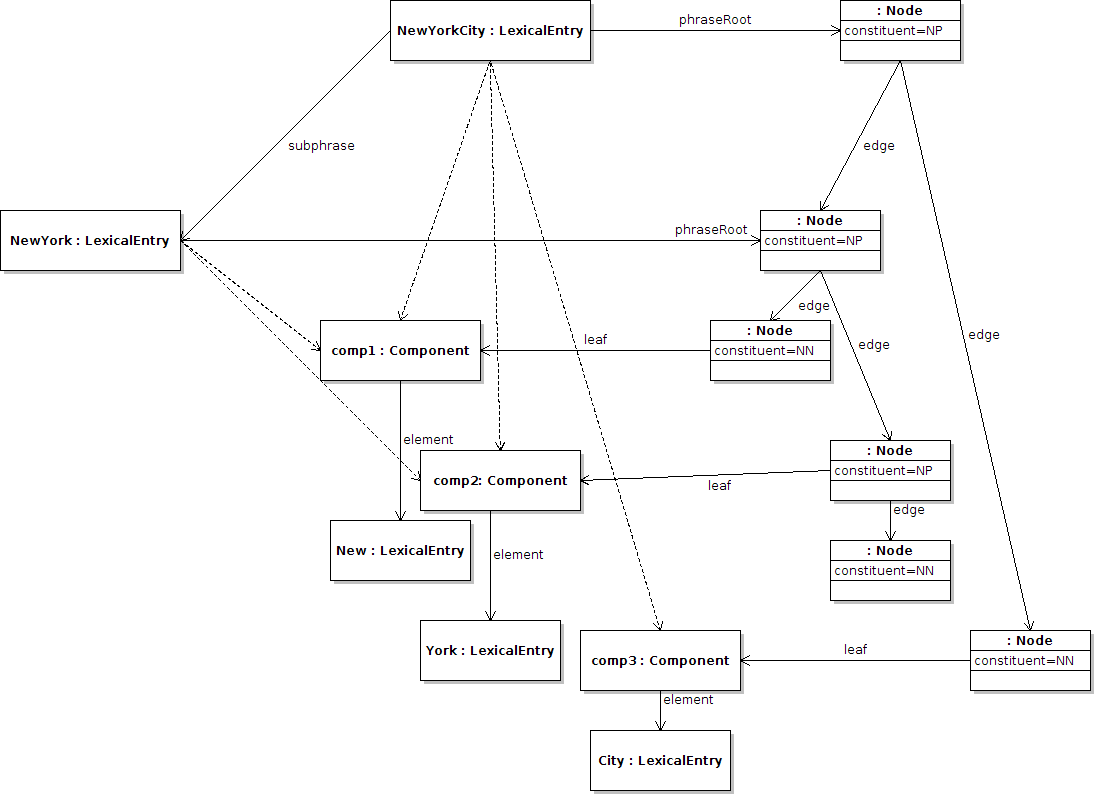 NewYorkCity : LexicalEntry
phraseRoot
: Node
constituent=NP
subphrase
edge
NewYork : LexicalEntry
phraseRoot
: Node
constituent=NP
edge
comp1 : Component
leaf
: Node
constituent=NN
edge
edge
element
comp2: Component
leaf
: Node
constituent=NP
edge
New : LexicalEntry
element
: Node
constituent=NN
York : LexicalEntry
comp3 : Component
leaf
: Node
constituent=NN
element
City : LexicalEntry